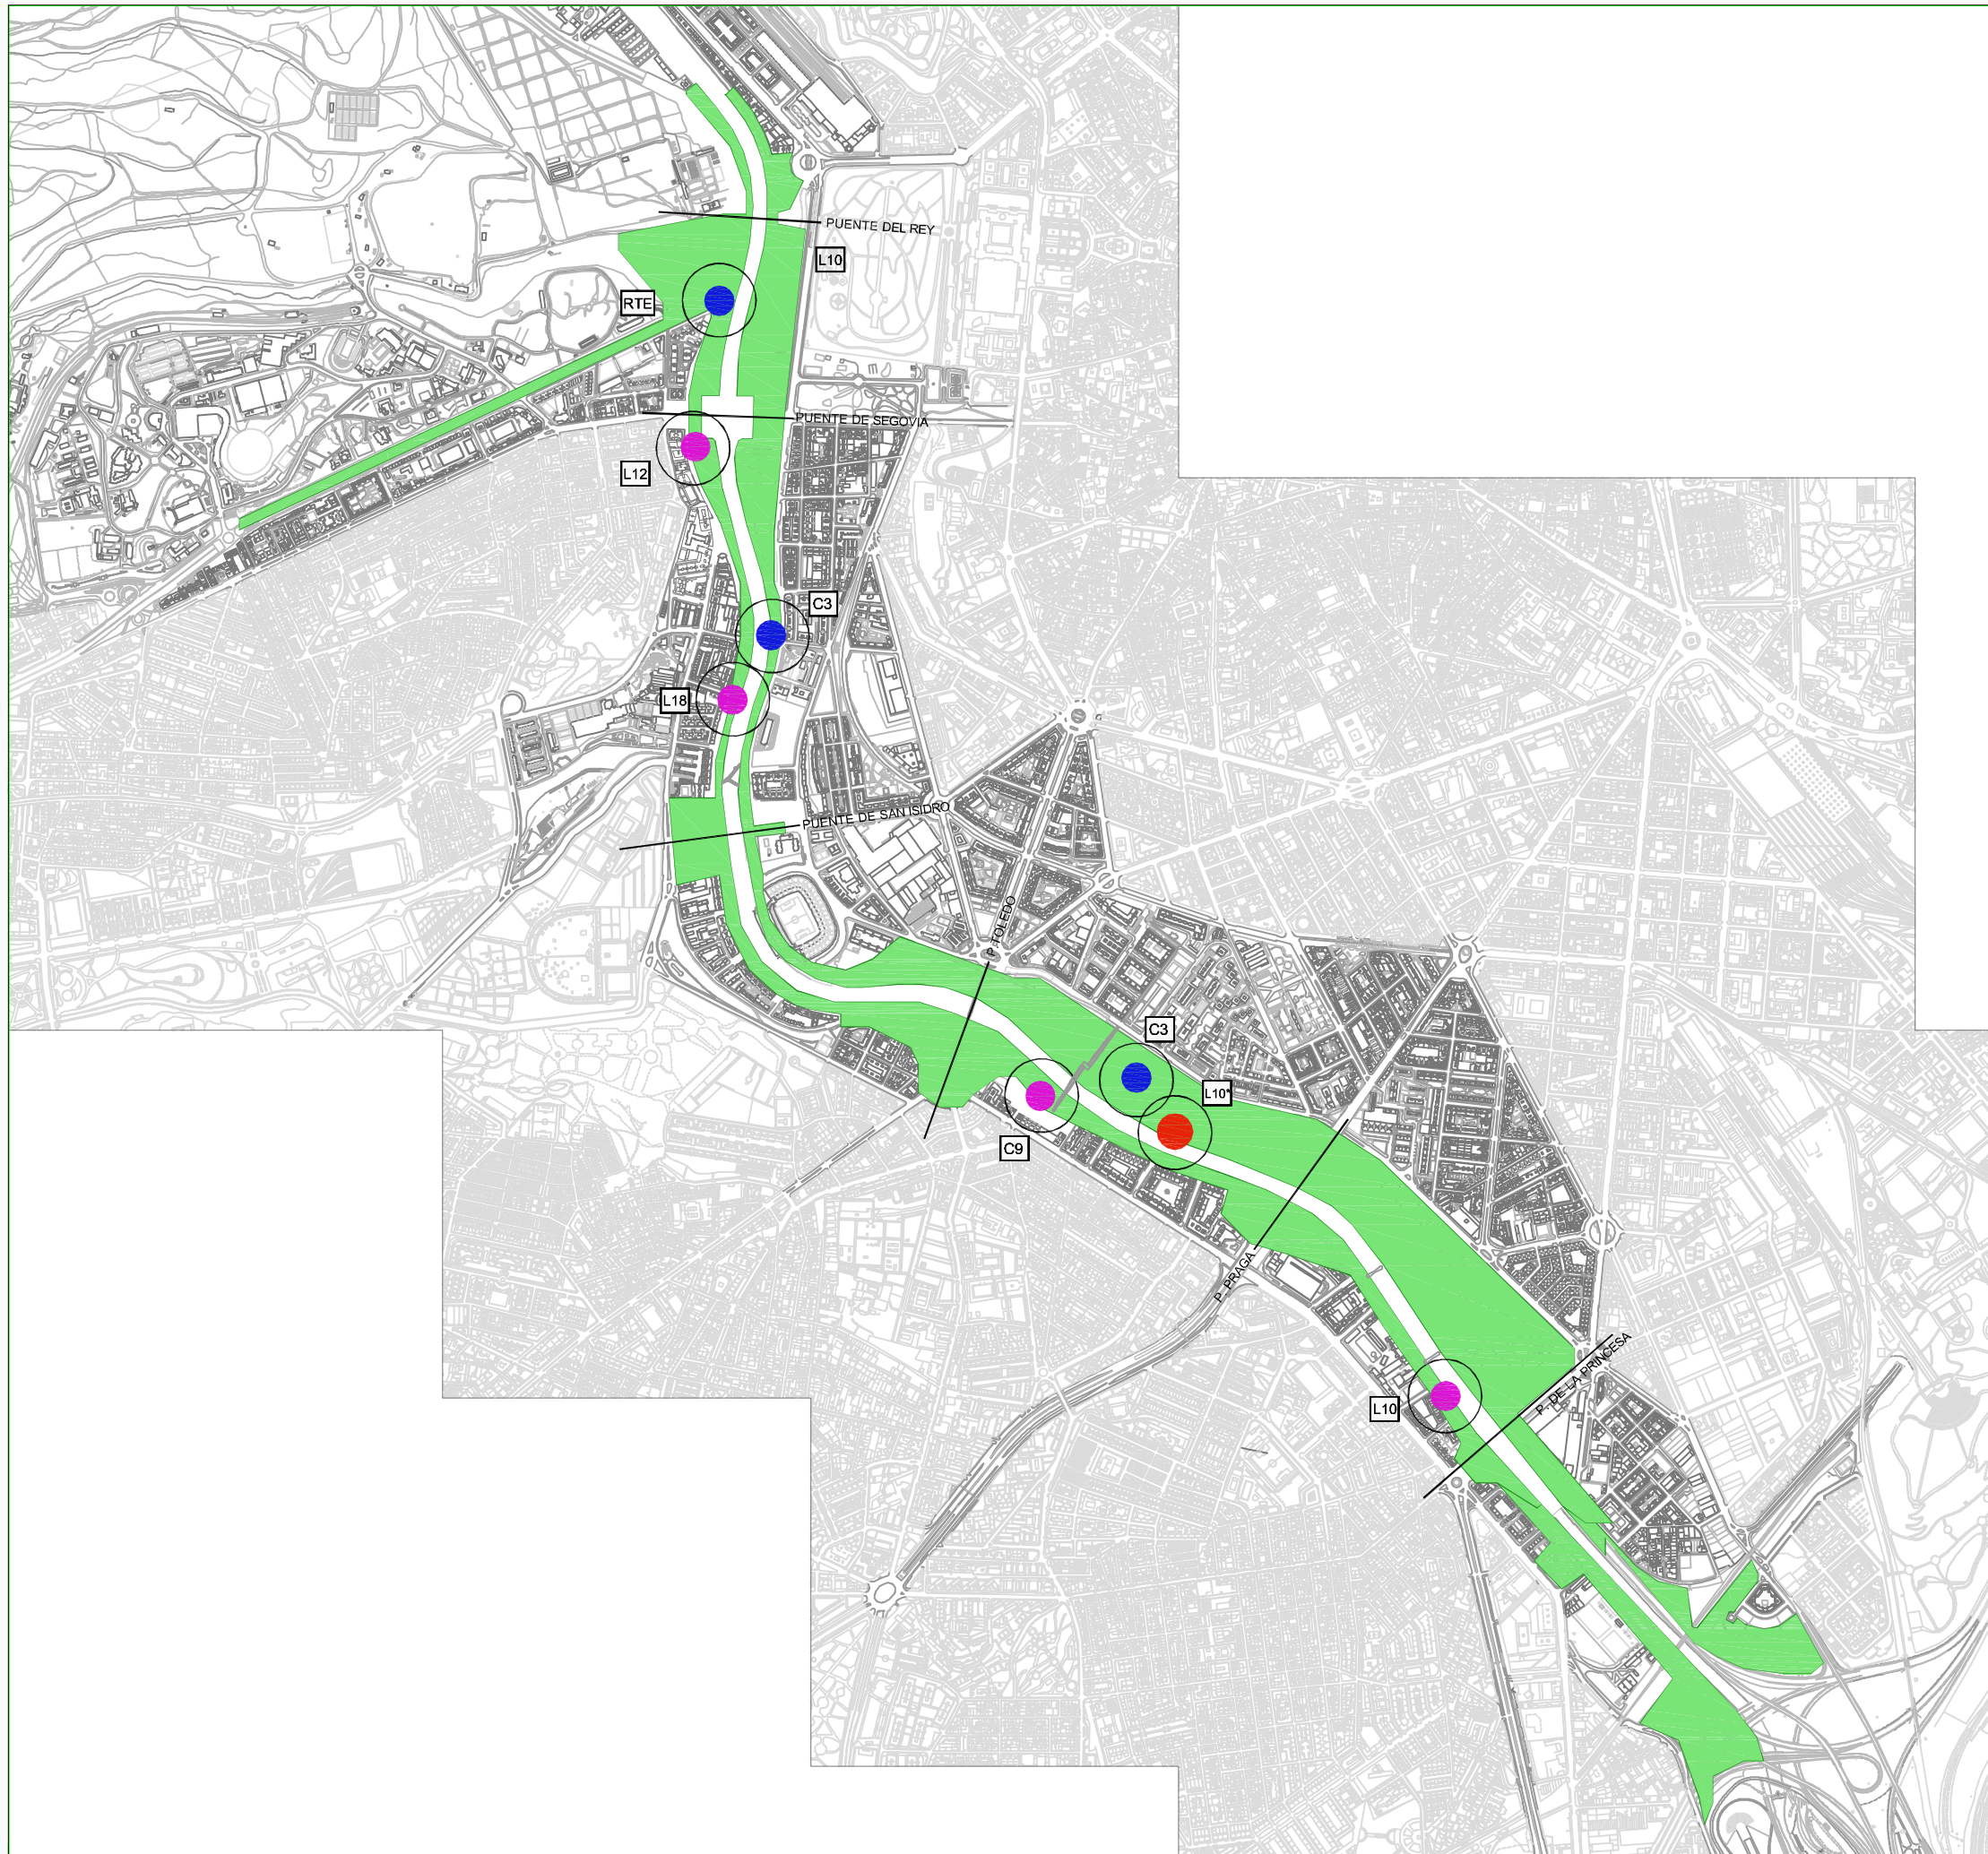 PUENTE DEL REY
L10
RTE
PUENTE DE SEGOVIA
L12
C3
L18
PUENTE DE SAN ISIDRO
P. TOLEDO
C3
L10*
C9
P. PRAGA
P. DE LA PRINCESA
L10